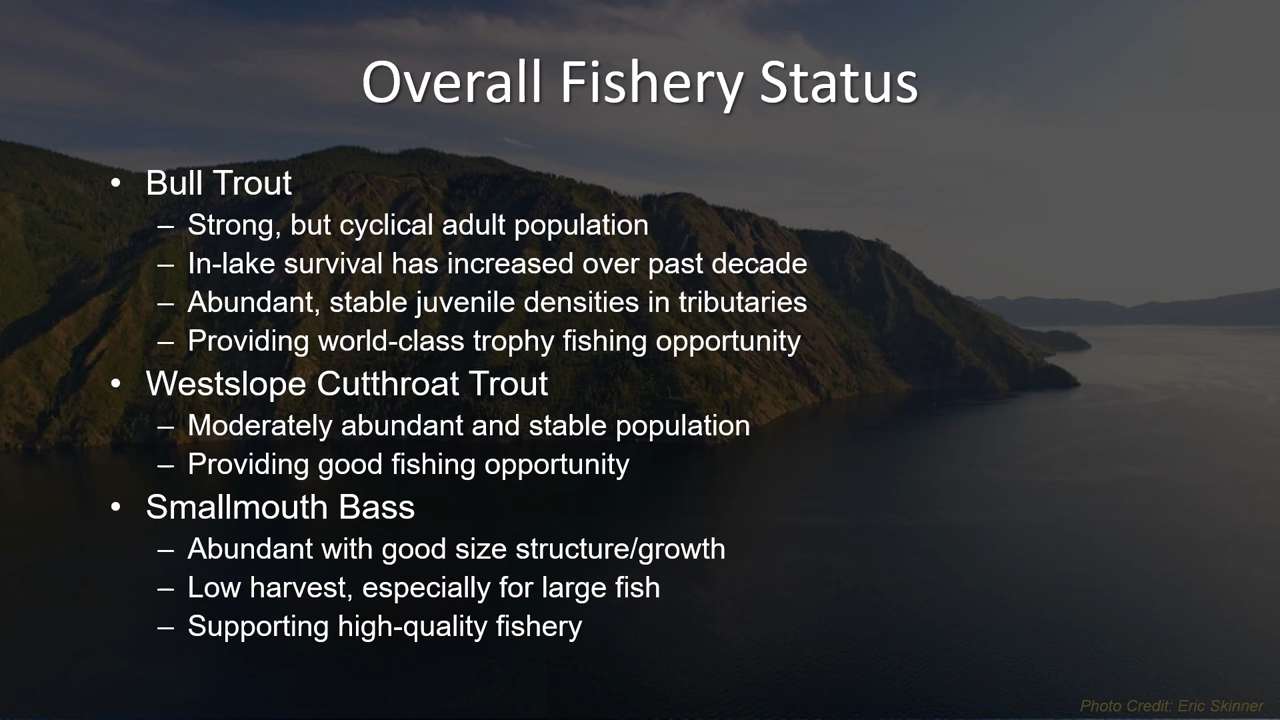 Overall Fishery Status
• Bull Trout
– Strong, but cyclical adult population
– In-lake survival has increased over past decade
– Abundant, stable juvenile densities in tributaries
– Providing world-class trophy fishing opportunity
• Westslope Cutthroat Trout
– Moderately abundant and stable population
– Providing good fishing opportunity
• Smallmouth Bass
– Abundant with good size structure/growth
– Low harvest, especially for large fish
– Supporting high-quality fishery
Photo Credit: Eric Skinner